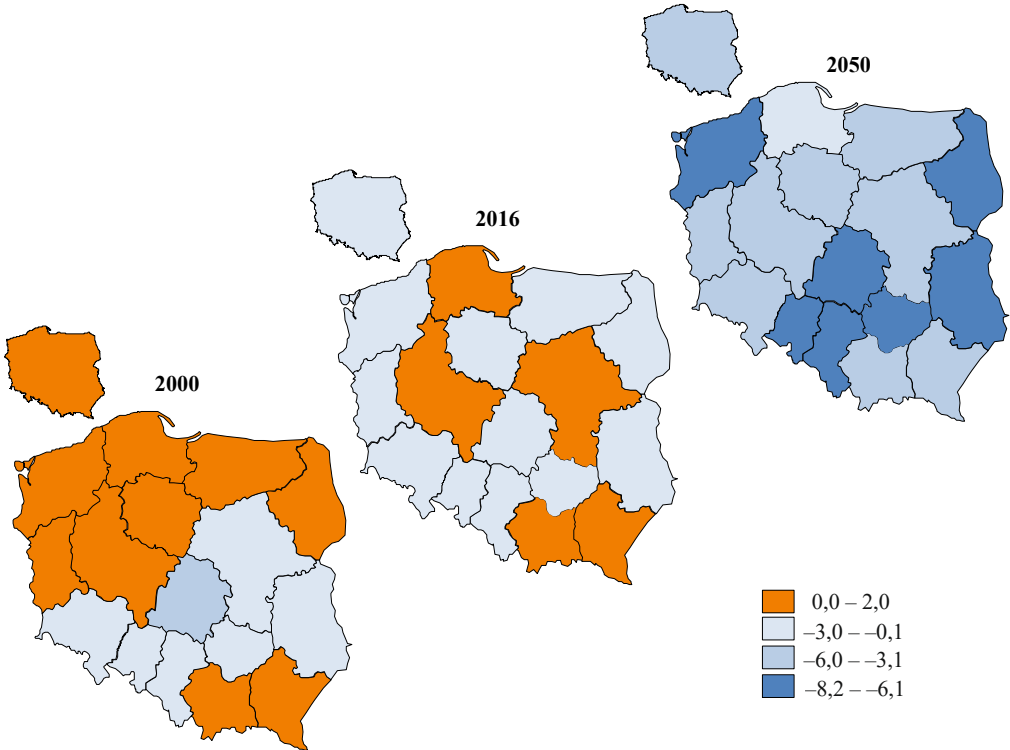 2050
2016
2000
0,0 – 2,0
–3,0 – –0,1
–6,0 – –3,1
–8,2 – –6,1